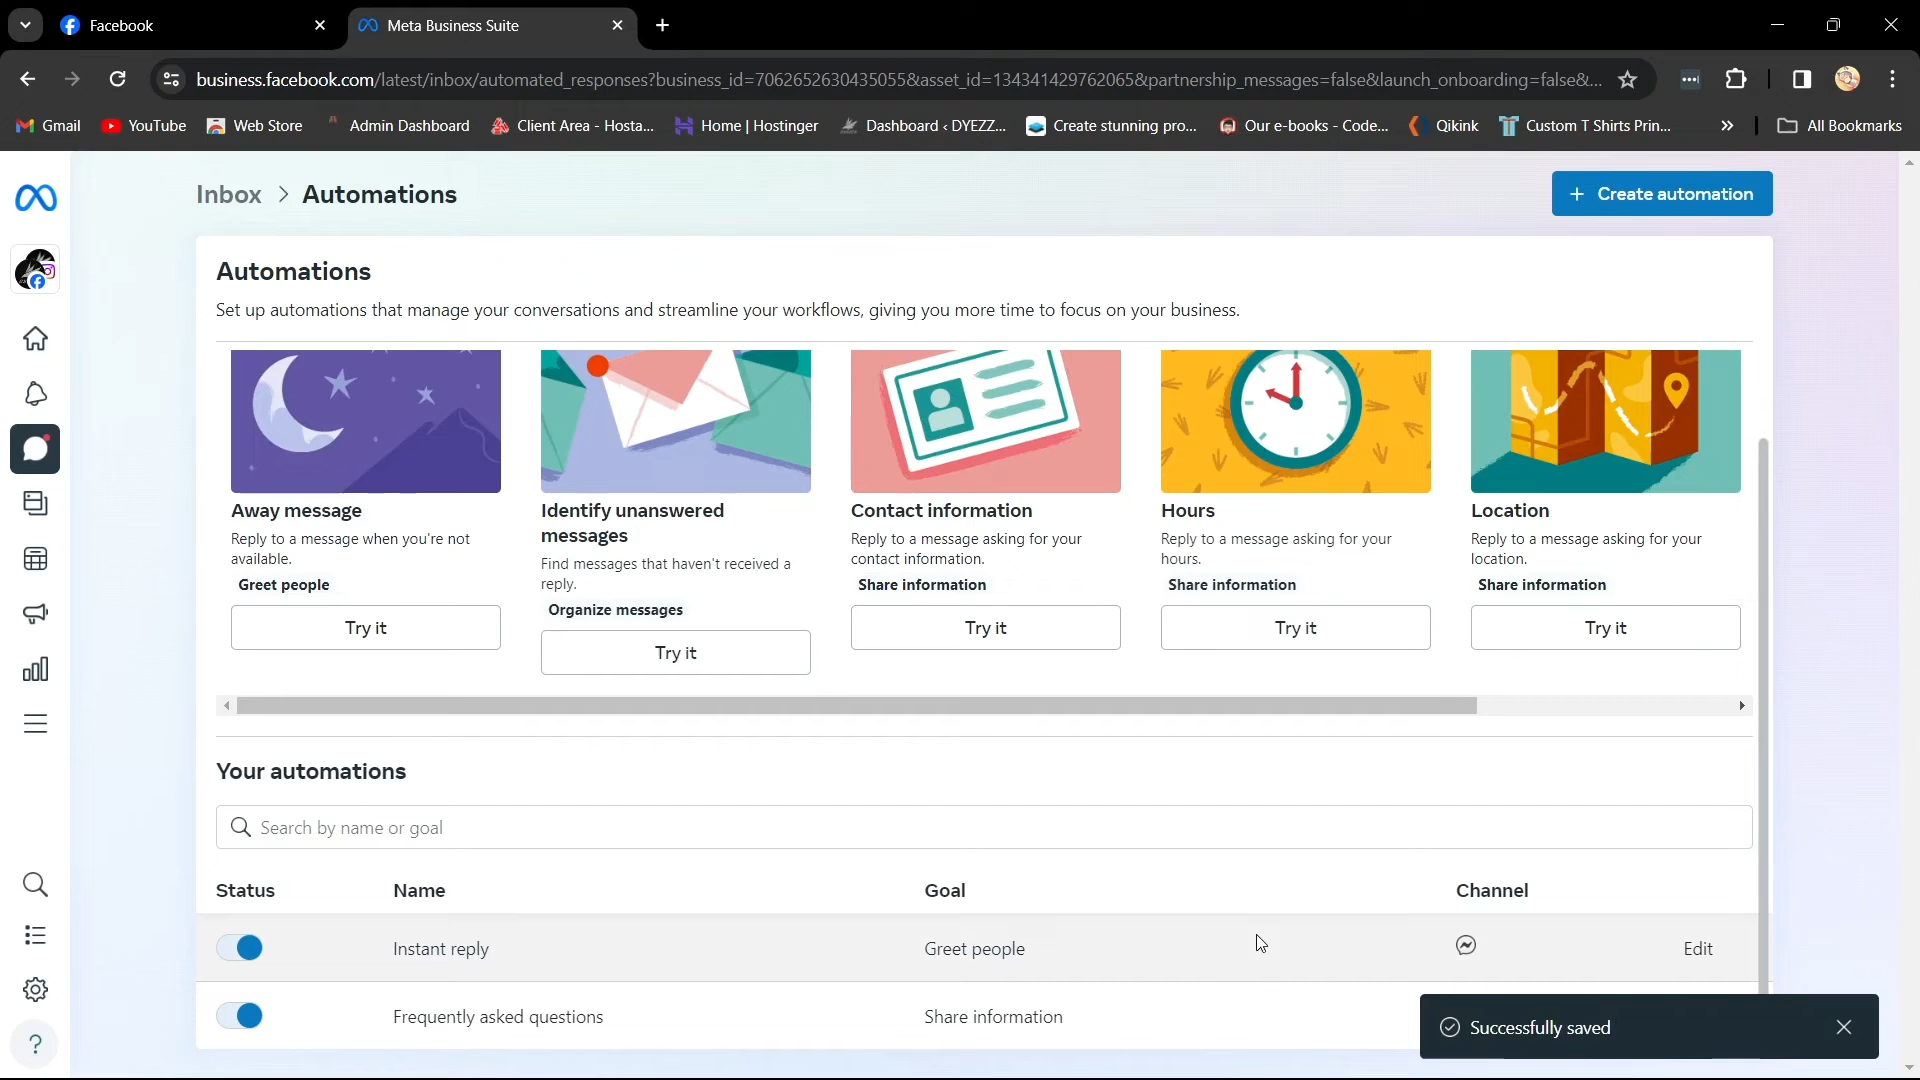 Facebook
Meta Business Suite
business.facebook.com/latest/inbox/automated_responses?business_id=7062652630435055&asset_id=134341429762065&partnership_messages=false&launch_onboarding=false&...
Gmail
YouTube
Web Store
Admin Dashboard
Client Area - Hosta...
Home | Hostinger
Dashboard ‹ DYEZZ...
Create stunning pro...
Our e-books - Code...
Qikink
Custom T Shirts Prin...
»
All Bookmarks
Inbox > Automations
+ Create automation
Automations
Set up automations that manage your conversations and streamline your workflows, giving you more time to focus on your business.
Away message
Reply to a message when you're not
available.
Greet people
Try it
Identify unanswered
messages
Find messages that haven't received a
reply.
Organize messages
Try it
Contact information
Reply to a message asking for your
contact information.
Share information
Try it
Hours
Reply to a message asking for your
hours.
Share information
Try it
Location
Reply to a message asking for your
location.
Share information
Try it
Your automations
Search by name or goal
Status Name Goal Channel
Instant reply Greet people Edit
Frequently asked questions Share information
Successfully saved
?